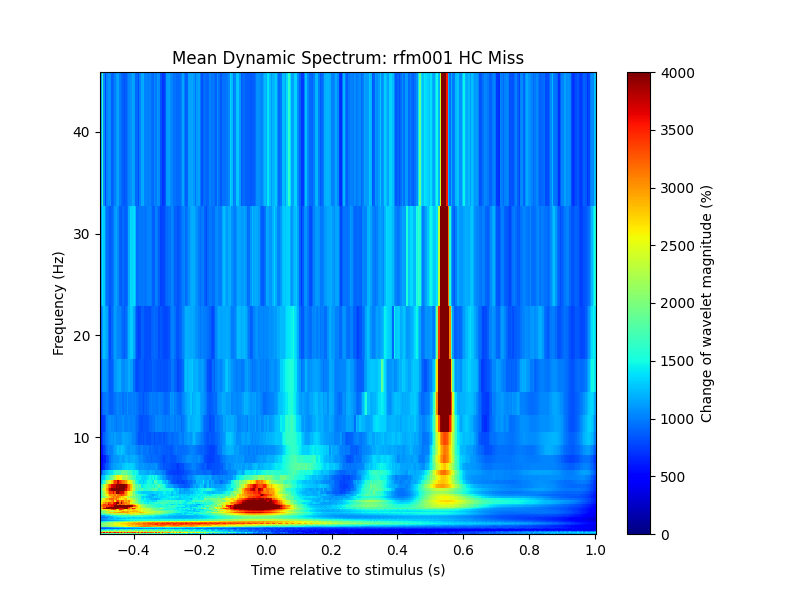 Mean Dynamic Spectrum: rfm001 HC Miss
Frequency (Hz)
40
30
20
10
−0.4 −0.2 0.0 0.2 0.4 0.6 0.8 1.0
Time relative to stimulus (s)
4000
3500
3000
2500
2000
1500
1000
500
0
Change of wavelet magnitude (%)